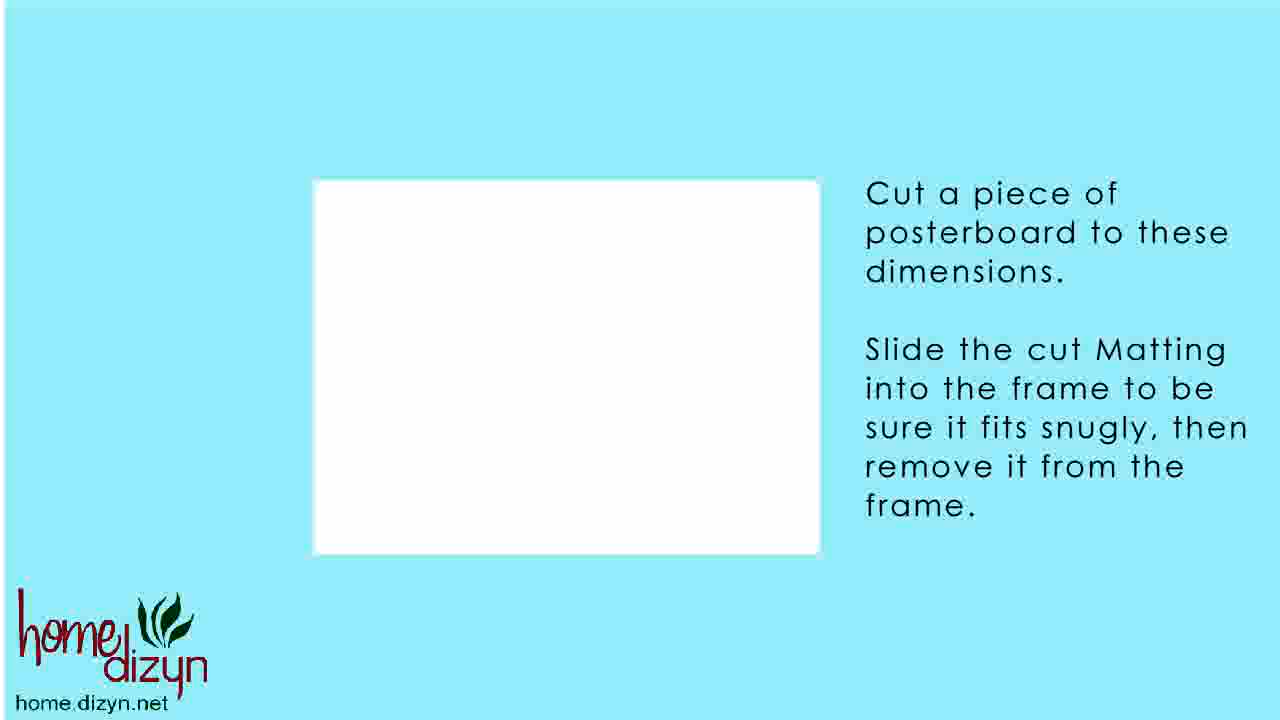 Cut a piece of
posterboard to these
dimensions.
Slide the cut Matting
into the frame to be
sure it fits snugly, then
remove it from the
frame.
home
dizyn
home.dizyn.net